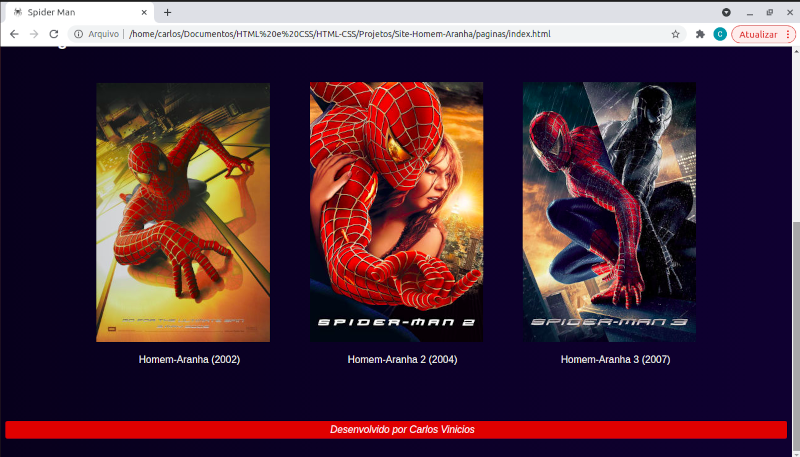 Spider Man
Arquivo
/home/carlos/Documentos/HTML%20e%20CSS/HTML-CSS/Projetos/Site-Homem-Aranha/paginas/index.html
C
Atualizar
SPIDER-MAN 2
SPIDER-MAN 3
Homem-Aranha (2002)
Homem-Aranha 2 (2004)
Homem-Aranha 3 (2007)
Desenvolvido por Carlos Vinicios